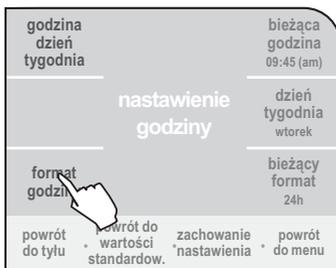 godzina
dzień
tygodnia
bieżąca
godzina
09:45 (am)
nastawienie
godziny
dzień
tygodnia
wtorek
format
godzin
bieżący
format
24h
powrót
do tyłu
powrót do
wartości
standardow.
zachowanie
nastawienia
powrót
do menu